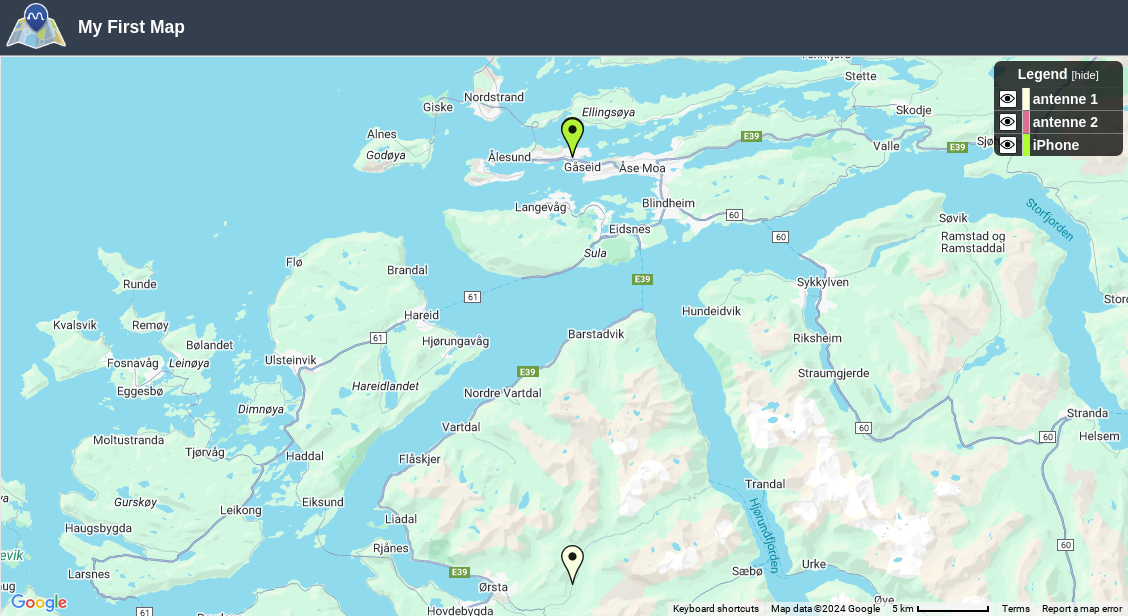 My First Map
Legend [hide]
antenne 1
antenne 2
iPhone
Stette
Nordstrand
Giske
Ellingsøya
Skodje
Alnes
Godøya
E39
Valle
E39
Ålesund
Gåseid
Åse Moa
Langevåg
Blindheim
60
Storfjorden
Søvik
Eidsnes
60
Ramstad og
Ramstaddal
Sula
Flø
Brandal
E39
Runde
Sykkylven
61
Hareid
Hundeidvik
Kvalsvik
Remøy
Barstadvik
61
Riksheim
Bølandet
Hjørungavåg
Fosnavåg
Leinøya
Ulsteinvik
E39
Straumgjerde
Eggesbø
Hareidlandet
Nordre Vartdal
Dimnøya
Stranda
Vartdal
60
60
Helsem
Moltustranda
Tjørvåg
Haddal
Flåskjer
Trandal
Gurskøy
Eiksund
Leikong
Liadal
Hjørundfjorden
Haugsbygda
Rjånes
60
Larsnes
E39
Ørsta
Sæbø
Urke
Google
61
Hovdebygda
Øve
Keyboard shortcuts
Map data ©2024 Google
5 km
Terms
Report a map error